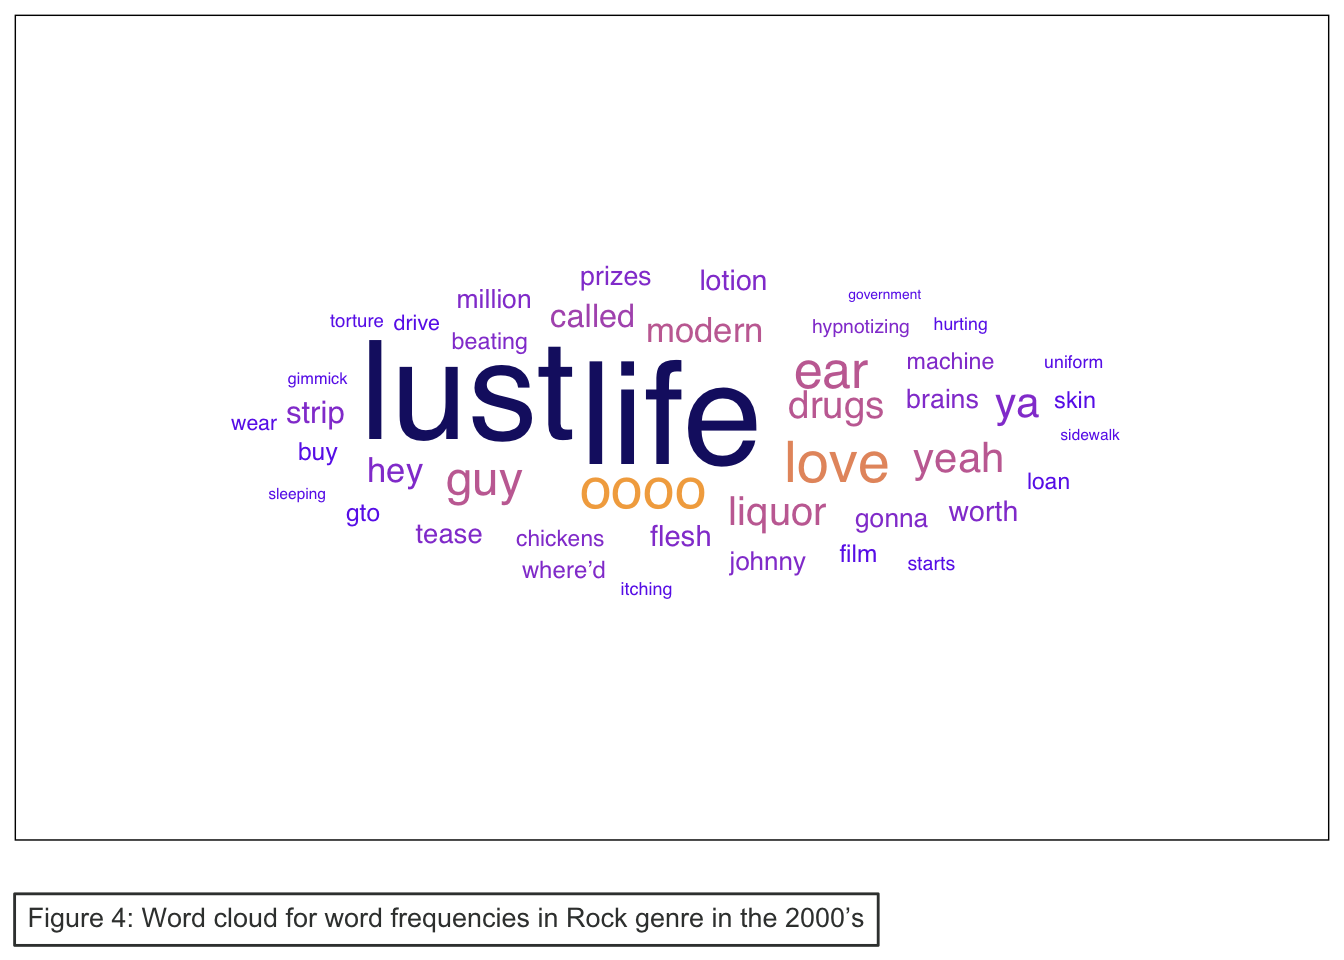 prizes lotion
million government
torture drive called modern hypnotizing hurting
beating
lust life ear machine uniform
gimmick strip drugs brains ya skin
wear sidewalk
buy hey guy love yeah
sleeping oooo loan
gto liquor gonna worth
tease chickens flesh
where’d johnny film starts
itching
Figure 4: Word cloud for word frequencies in Rock genre in the 2000’s